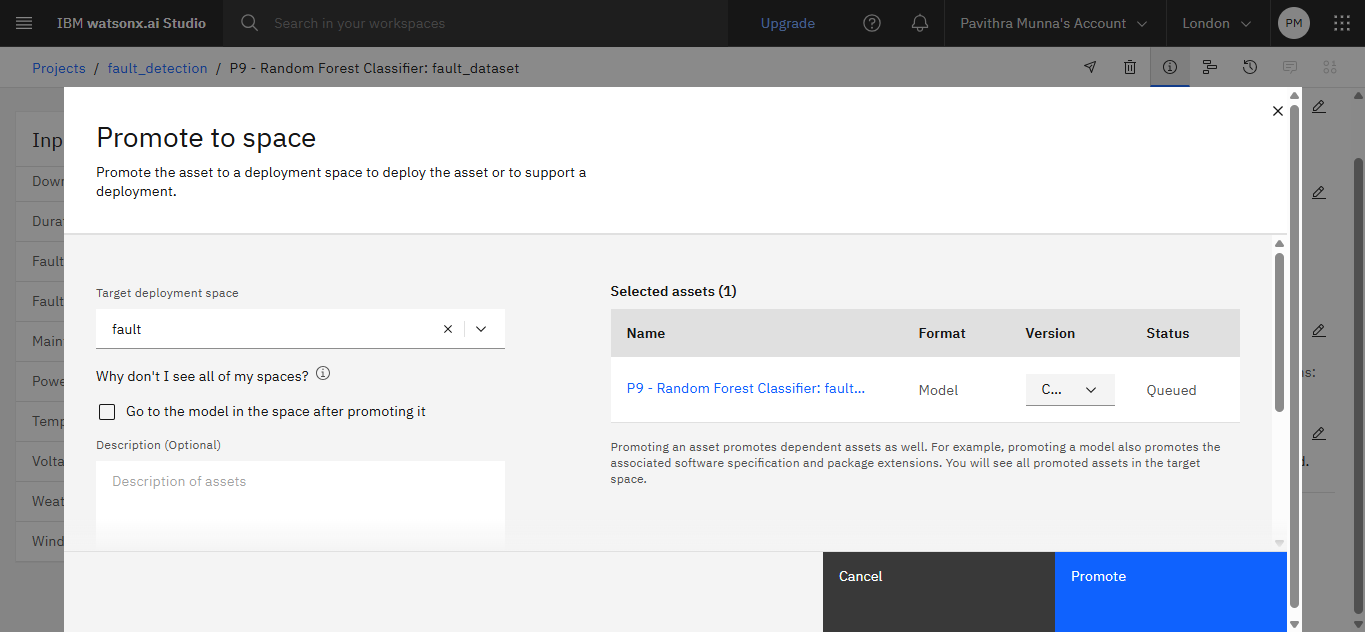 IBM watsonx.ai Studio
Search in your workspaces
Upgrade
Pavithra Munna's Account
London
PM
Projects / fault_detection / P9 - Random Forest Classifier: fault_dataset
Promote to space
Promote the asset to a deployment space to deploy the asset or to support a
deployment.
Inp
Down
Dura
Fault
Fault
Main
Powe
Temp
Volta
Weat
Wind
Target deployment space
fault
Why don't I see all of my spaces?
Go to the model in the space after promoting it
Description (Optional)
Description of assets
Selected assets (1)
Name Format Version Status
P9 - Random Forest Classifier: fault... Model C... Queued
Promoting an asset promotes dependent assets as well. For example, promoting a model also promotes the
associated software specification and package extensions. You will see all promoted assets in the target
space.
s:
d.
Cancel
Promote